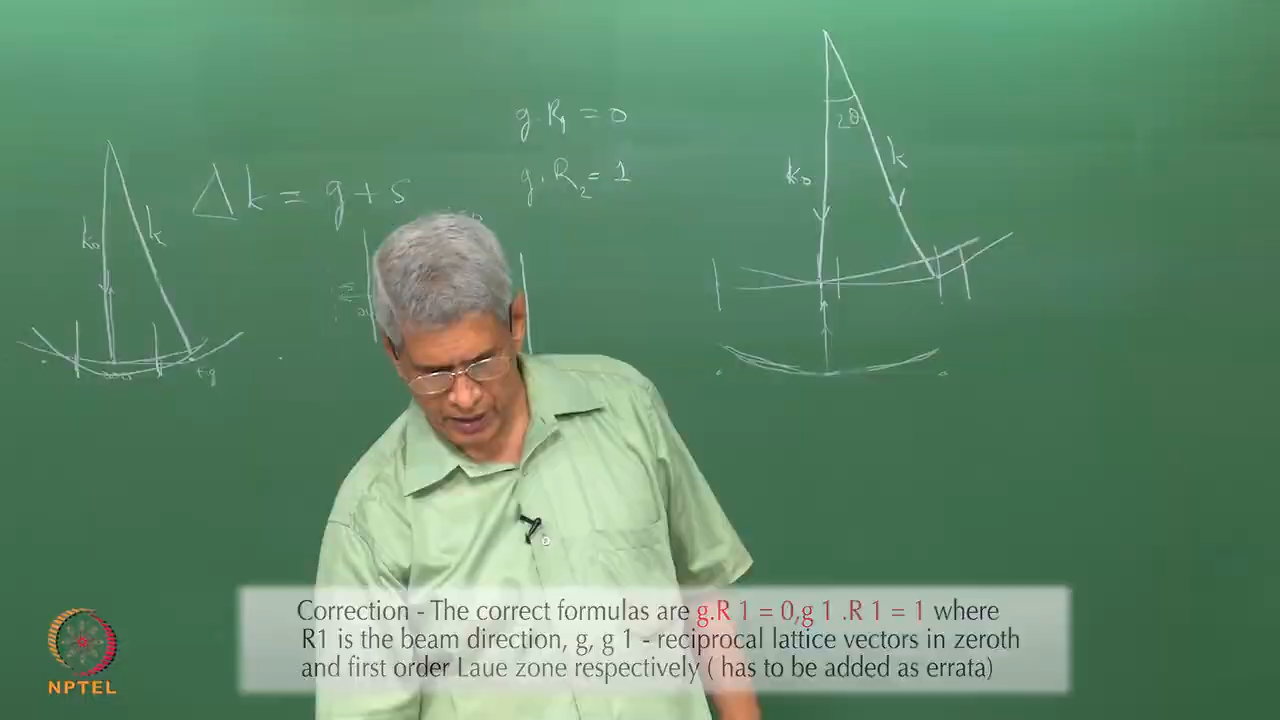 g.R₁ = 0
g.R₂ = 1
Δk = g + s
k₀
k
000
+g
k₀
2θ
k
Correction - The correct formulas are g.R 1 = 0,g 1 .R 1 = 1 where
R1 is the beam direction, g, g 1 - reciprocal lattice vectors in zeroth
and first order Laue zone respectively ( has to be added as errata)
NPTEL